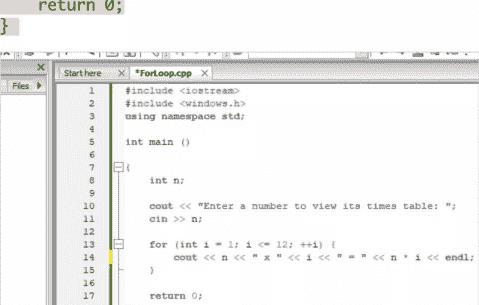 return 0;
}
Start here
*ForLoop.cpp
Files
1 #include <iostream>
2 #include <windows.h>
3 using namespace std;
4
5 int main ()
6
7 {
8 int n;
9
10 cout << "Enter a number to view its times table: ";
11 cin >> n;
12
13 for (int i = 1; i <= 12; ++i) {
14 cout << n << " x " << i << " = " << n * i << endl;
15 }
16
17 return 0;